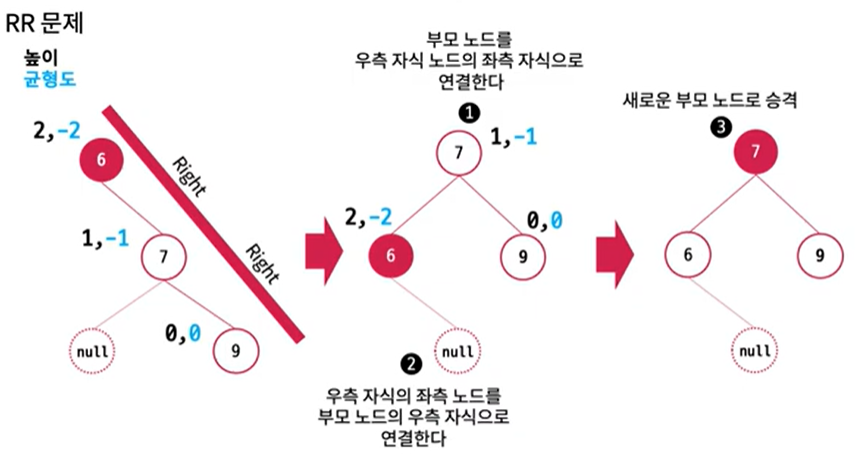 RR 문제
높이
균형도
2,-2
6
Right
Right
1,-1
7
null
0,0
9
부모 노드를
우측 자식 노드의 좌측 자식으로
연결한다
1
7
1,-1
2,-2
6
0,0
9
2
null
우측 자식의 좌측 노드를
부모 노드의 우측 자식으로
연결한다
새로운 부모 노드로 승격
3
7
6
9
null